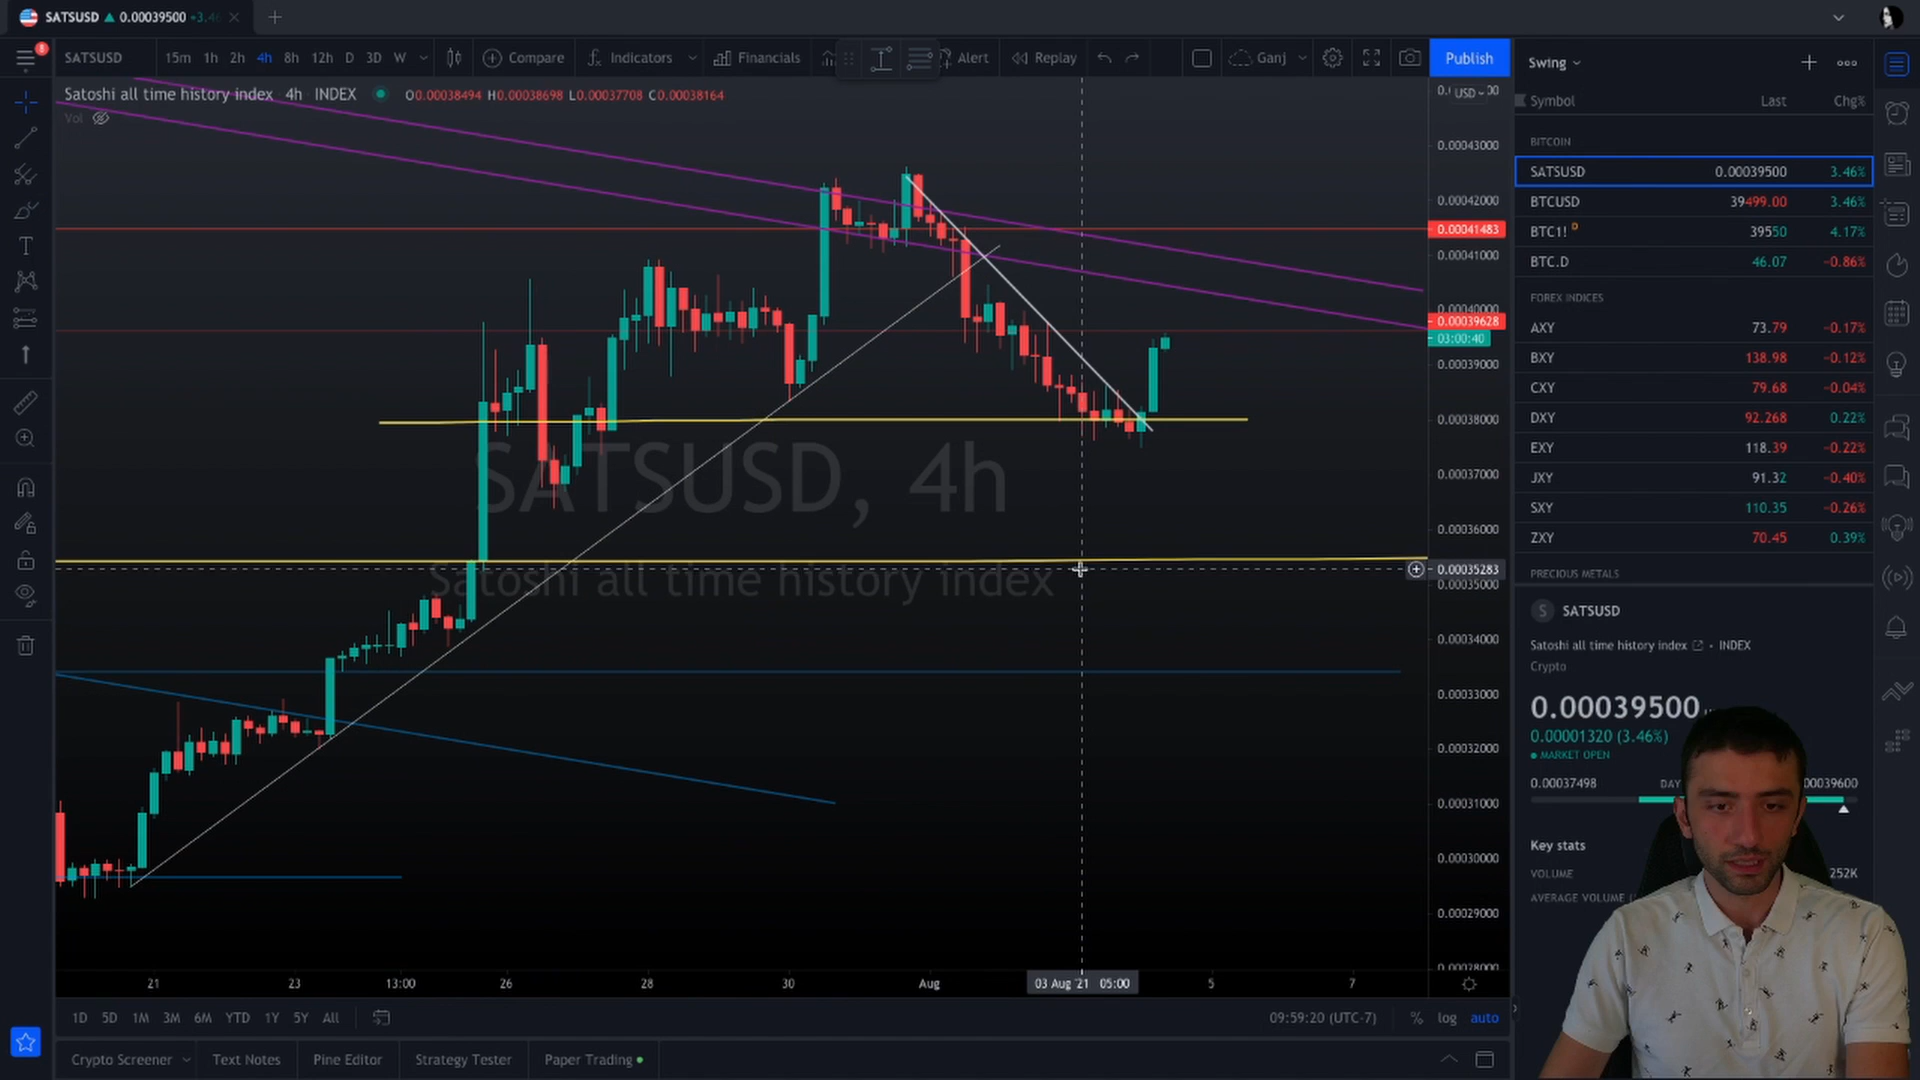 SATSUSD ▲ 0.00039500 +3.46
8
SATSUSD 15m 1h 2h 4h 8h 12h D 3D W Compare Indicators Financials Alert Replay Ganj Publish
Satoshi all time history index 4h INDEX O0.00038494 H0.00038698 L0.00037708 C0.00038164
Vol
USD
0.00043000
0.00042000
0.00041483
0.00041000
0.00040000
0.00039628
03:00:40
0.00039000
0.00038000
0.00037000
0.00036000
0.00035283
0.00035000
0.00034000
0.00033000
0.00032000
0.00031000
0.00030000
0.00029000
0.00028000
SATSUSD, 4h
Satoshi all time history index
21 23 13:00 26 28 30 Aug 03 Aug '21 05:00 5 7
1D 5D 1M 3M 6M YTD 1Y 5Y All 09:59:20 (UTC-7) % log auto
Crypto Screener Text Notes Pine Editor Strategy Tester Paper Trading
Swing
Symbol Last Chg%
BITCOIN
SATSUSD 0.00039500 3.46%
BTCUSD 39499.00 3.46%
BTC1! D 39550 4.17%
BTC.D 46.07 −0.86%
FOREX INDICES
AXY 73.79 −0.17%
BXY 138.98 −0.12%
CXY 79.68 −0.04%
DXY 92.268 0.22%
EXY 118.39 −0.22%
JXY 91.32 −0.40%
SXY 110.35 −0.26%
ZXY 70.45 0.39%
PRECIOUS METALS
S SATSUSD
Satoshi all time history index • INDEX
Crypto
0.00039500
0.00001320 (3.46%)
MARKET OPEN
0.00037498 DAY 00039600
Key stats
VOLUME 252K
AVERAGE VOLUME